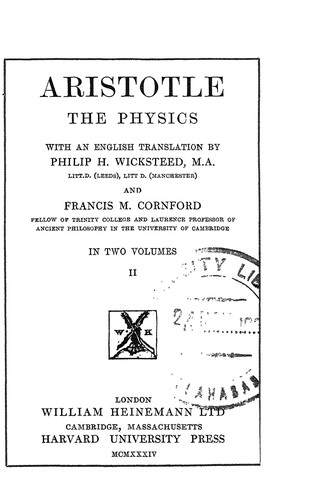 ARISTOTLE
THE PHYSICS
WITH AN ENGLISH TRANSLATION BY
PHILIP H. WICKSTEED, M.A.
LITT.D. (LEEDS), LITT D. (MANCHESTER)
AND
FRANCIS M. CORNFORD
FELLOW OF TRINITY COLLEGE AND LAURENCE PROFESSOR OF
ANCIENT PHILOSOPHY IN THE UNIVERSITY OF CAMBRIDGE
IN TWO VOLUMES
II
W K
LONDON
WILLIAM HEINEMANN LTD
CAMBRIDGE, MASSACHUSETTS
HARVARD UNIVERSITY PRESS
MCMXXXIV